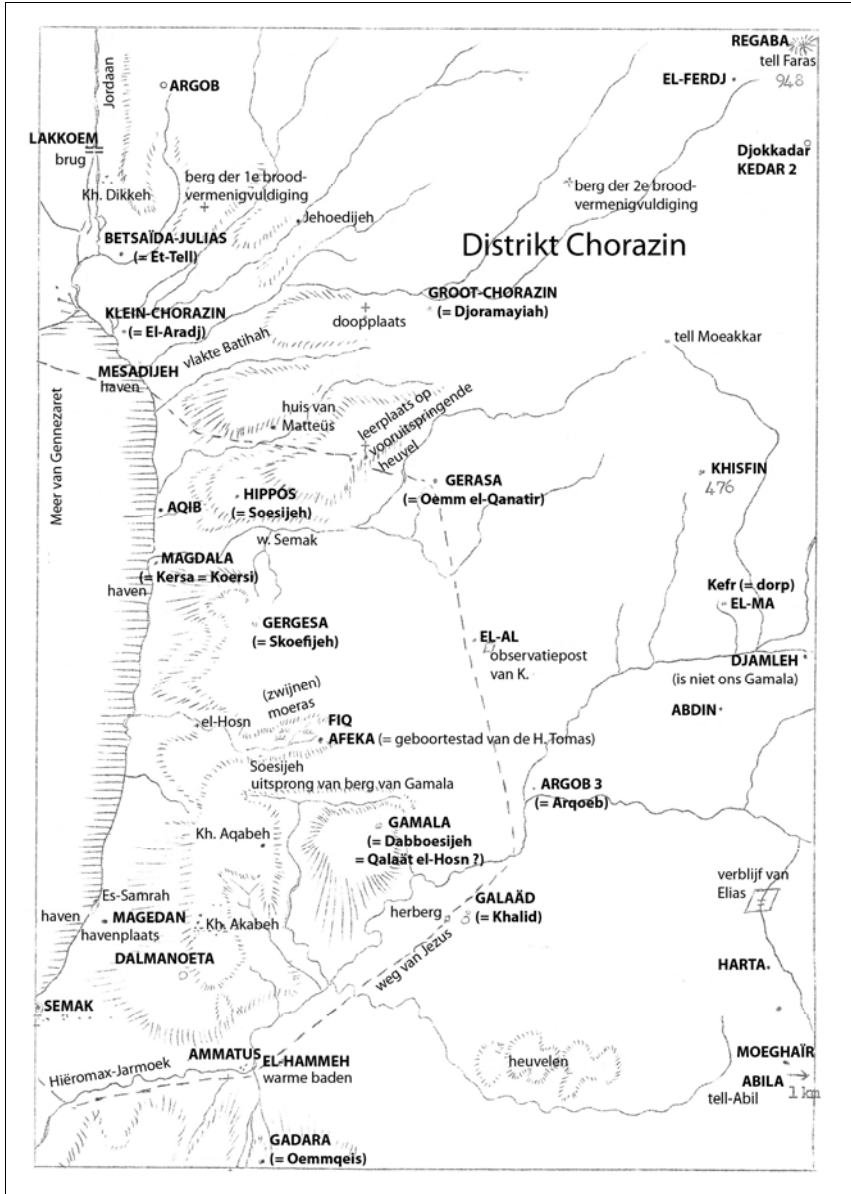 REGABA
tell Faras
948
Jordaan
ARGOB
EL-FERDJ
LAKKOEM
brug
Djokkadar
KEDAR 2
Kh. Dikkeh
berg der 1e brood-
vermenigvuldiging
berg der 2e brood-
vermenigvuldiging
Jehoedijeh
BETSAÏDA-JULIAS
(= Et-Tell)
Distrikt Chorazin
KLEIN-CHORAZIN
(= El-Aradj)
GROOT-CHORAZIN
(= Djoramayiah)
doopplaats
vlakte Batihah
tell Moeakkar
MESADIJEH
haven
Meer van Gennezaret
huis van
Matteüs
leerplaats op
vooruitspringende
heuvel
KHISFIN
476
GERASA
(= Oemm el-Qanatir)
HIPPOS
(= Soesijeh)
AQIB
w. Semak
MAGDALA
(= Kersa = Koersi)
haven
Kefr (= dorp)
EL-MA
GERGESA
(= Skoefijeh)
EL-AL
observatiepost
van K.
DJAMLEH
(is niet ons Gamala)
(zwijnen)
moeras
ABDIN
el-Hosn
FIQ
AFEKA (= geboortestad van de H. Tomas)
Soesijeh
uitsprong van berg van Gamala
ARGOB 3
(= Arqoeb)
GAMALA
(= Dabboesijeh
= Qalaät el-Hosn ?)
Kh. Aqabeh
verblijf van
Elias
Es-Samrah
haven
MAGEDAN
havenplaats
Kh. Akabeh
herberg
GALAÄD
(= Khalid)
DALMANOETA
weg van Jezus
HARTA
SEMAK
AMMATUS
EL-HAMMEH
warme baden
heuvelen
MOEGHAÏR
Hiëromax-Jarmoek
ABILA
tell-Abil
1 km
GADARA
(= Oemmqeis)